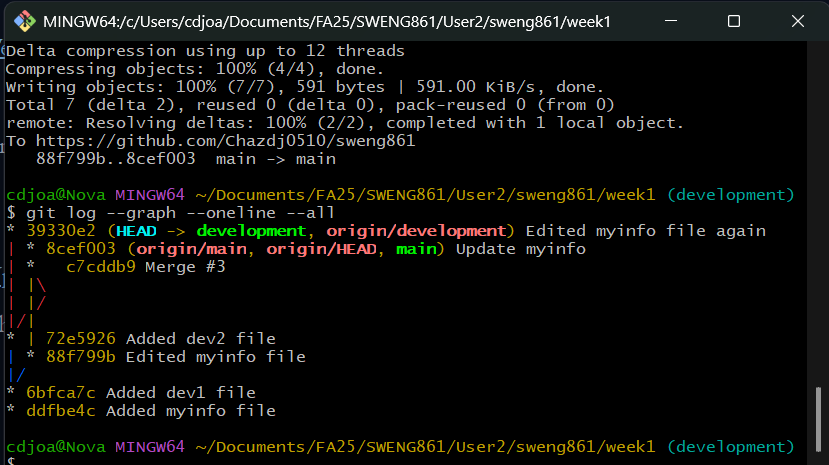 MINGW64:/c/Users/cdjoa/Documents/FA25/SWENG861/User2/sweng861/week1
Delta compression using up to 12 threads
Compressing objects: 100% (4/4), done.
Writing objects: 100% (7/7), 591 bytes | 591.00 KiB/s, done.
Total 7 (delta 2), reused 0 (delta 0), pack-reused 0 (from 0)
remote: Resolving deltas: 100% (2/2), completed with 1 local object.
To https://github.com/Chazdj0510/sweng861
   88f799b..8cef003  main -> main

cdjoa@Nova MINGW64 ~/Documents/FA25/SWENG861/User2/sweng861/week1 (development)
$ git log --graph --oneline --all
* 39330e2 (HEAD -> development, origin/development) Edited myinfo file again
| * 8cef003 (origin/main, origin/HEAD, main) Update myinfo
| *   c7cddb9 Merge #3
| |\
| |/
|/|
* | 72e5926 Added dev2 file
| * 88f799b Edited myinfo file
|/
* 6bfca7c Added dev1 file
* ddfbe4c Added myinfo file

cdjoa@Nova MINGW64 ~/Documents/FA25/SWENG861/User2/sweng861/week1 (development)
$